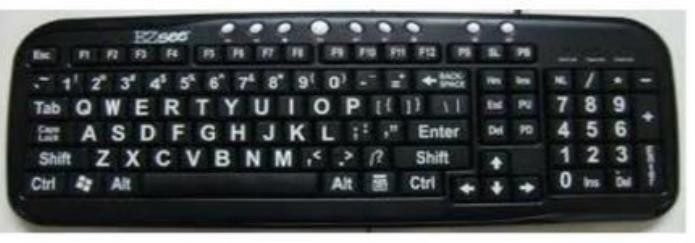 EZsee
Esc F1 F2 F3 F4 F5 F6 F7 F8 F9 F10 F11 F12 PS SL PB
~ 1! 2" 3# 4$ 5% 6^ 7& 8* 9( 0) - = + BACK SPACE Hm Ins NL / * -
Tab Q W E R T Y U I O P [{ ]} \ | End PU 7 8 9 +
Caps Lock A S D F G H J K L ;: '" Enter Del PD 4 5 6
Shift Z X C V B N M ,< .> /? Shift 1 2 3
Ctrl Alt Alt Ctrl 0 Ins Del